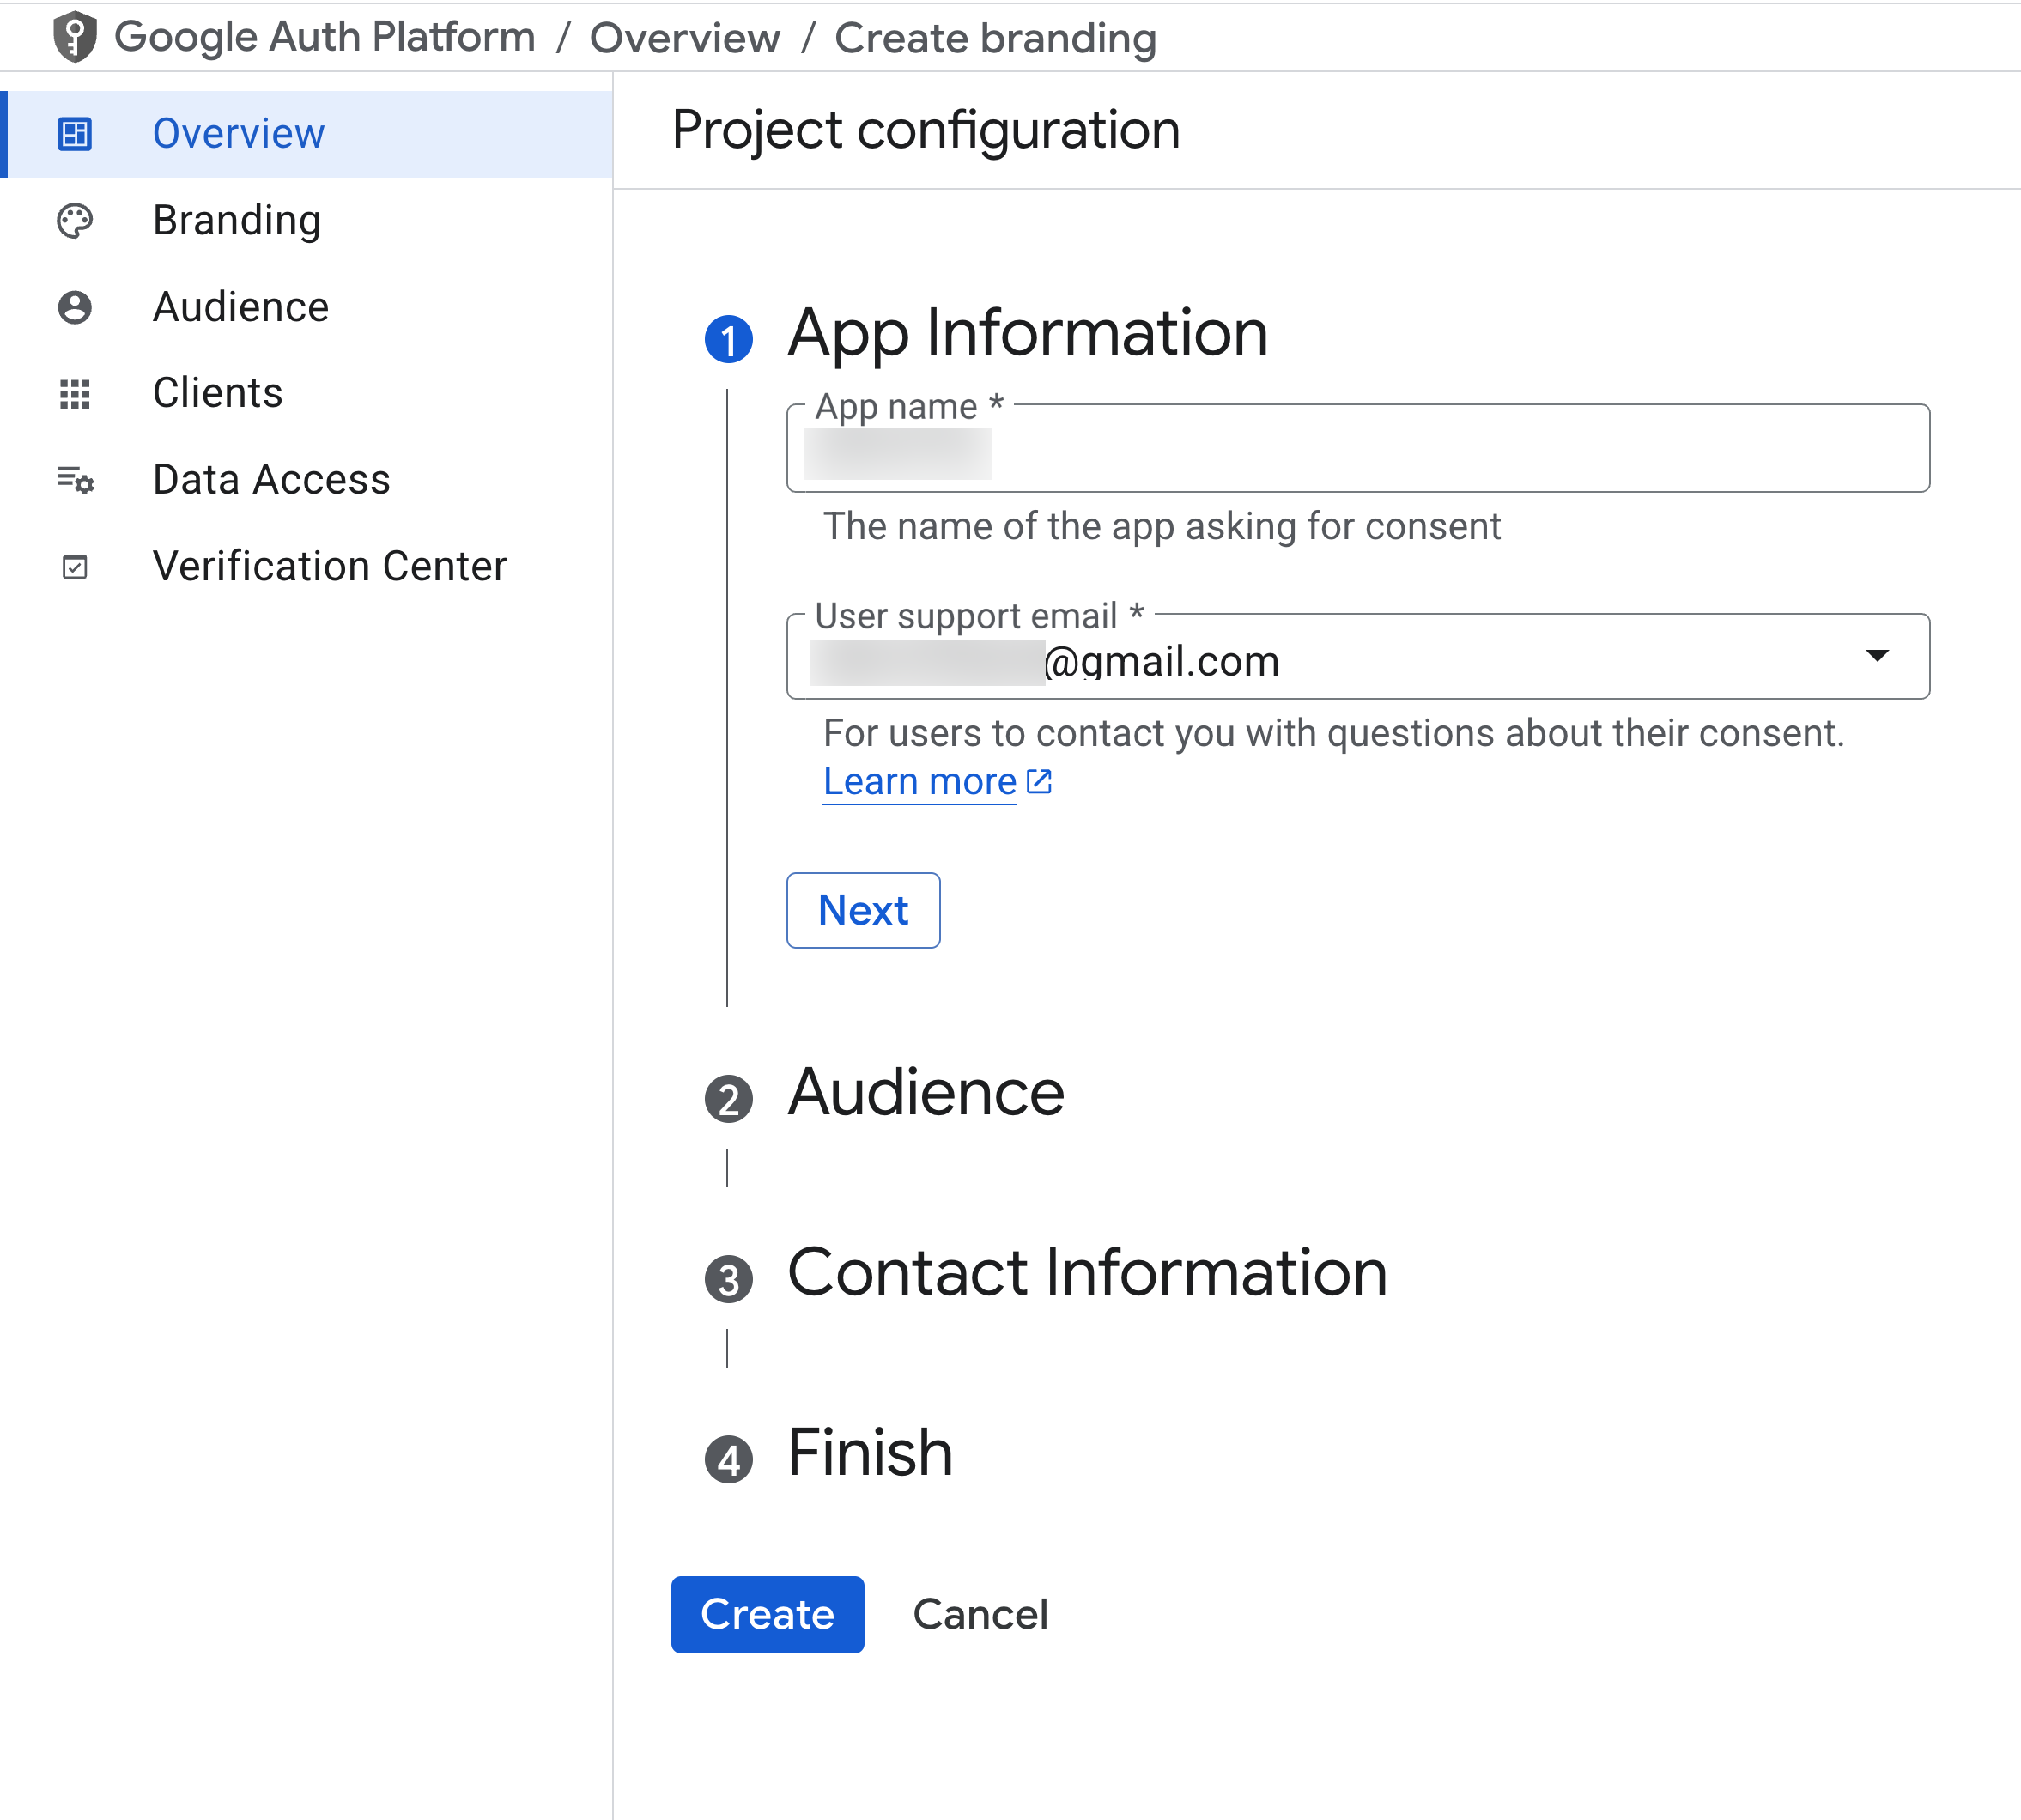 Google Auth Platform / Overview / Create branding
Overview
Branding
Audience
Clients
Data Access
Verification Center
Project configuration
1 App Information
App name *
The name of the app asking for consent
User support email *
@gmail.com
For users to contact you with questions about their consent.
Learn more
Next
2 Audience
3 Contact Information
4 Finish
Create Cancel